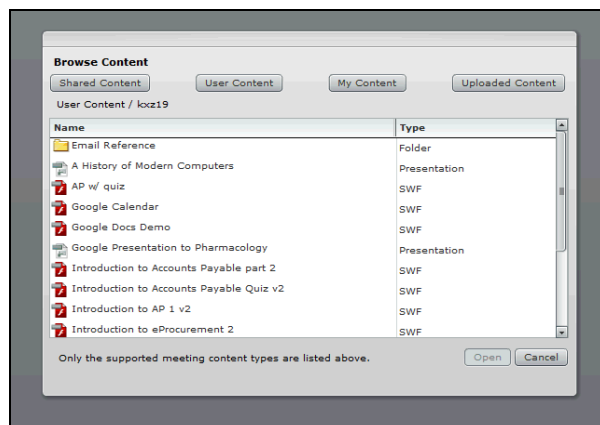 Browse Content
Shared Content User Content My Content Uploaded Content
User Content / kxz19
Name Type
Email Reference Folder
A History of Modern Computers Presentation
AP w/ quiz SWF
Google Calendar SWF
Google Docs Demo SWF
Google Presentation to Pharmacology Presentation
Introduction to Accounts Payable part 2 SWF
Introduction to Accounts Payable Quiz v2 SWF
Introduction to AP 1 v2 SWF
Introduction to eProcurement 2 SWF
Only the supported meeting content types are listed above. Open Cancel